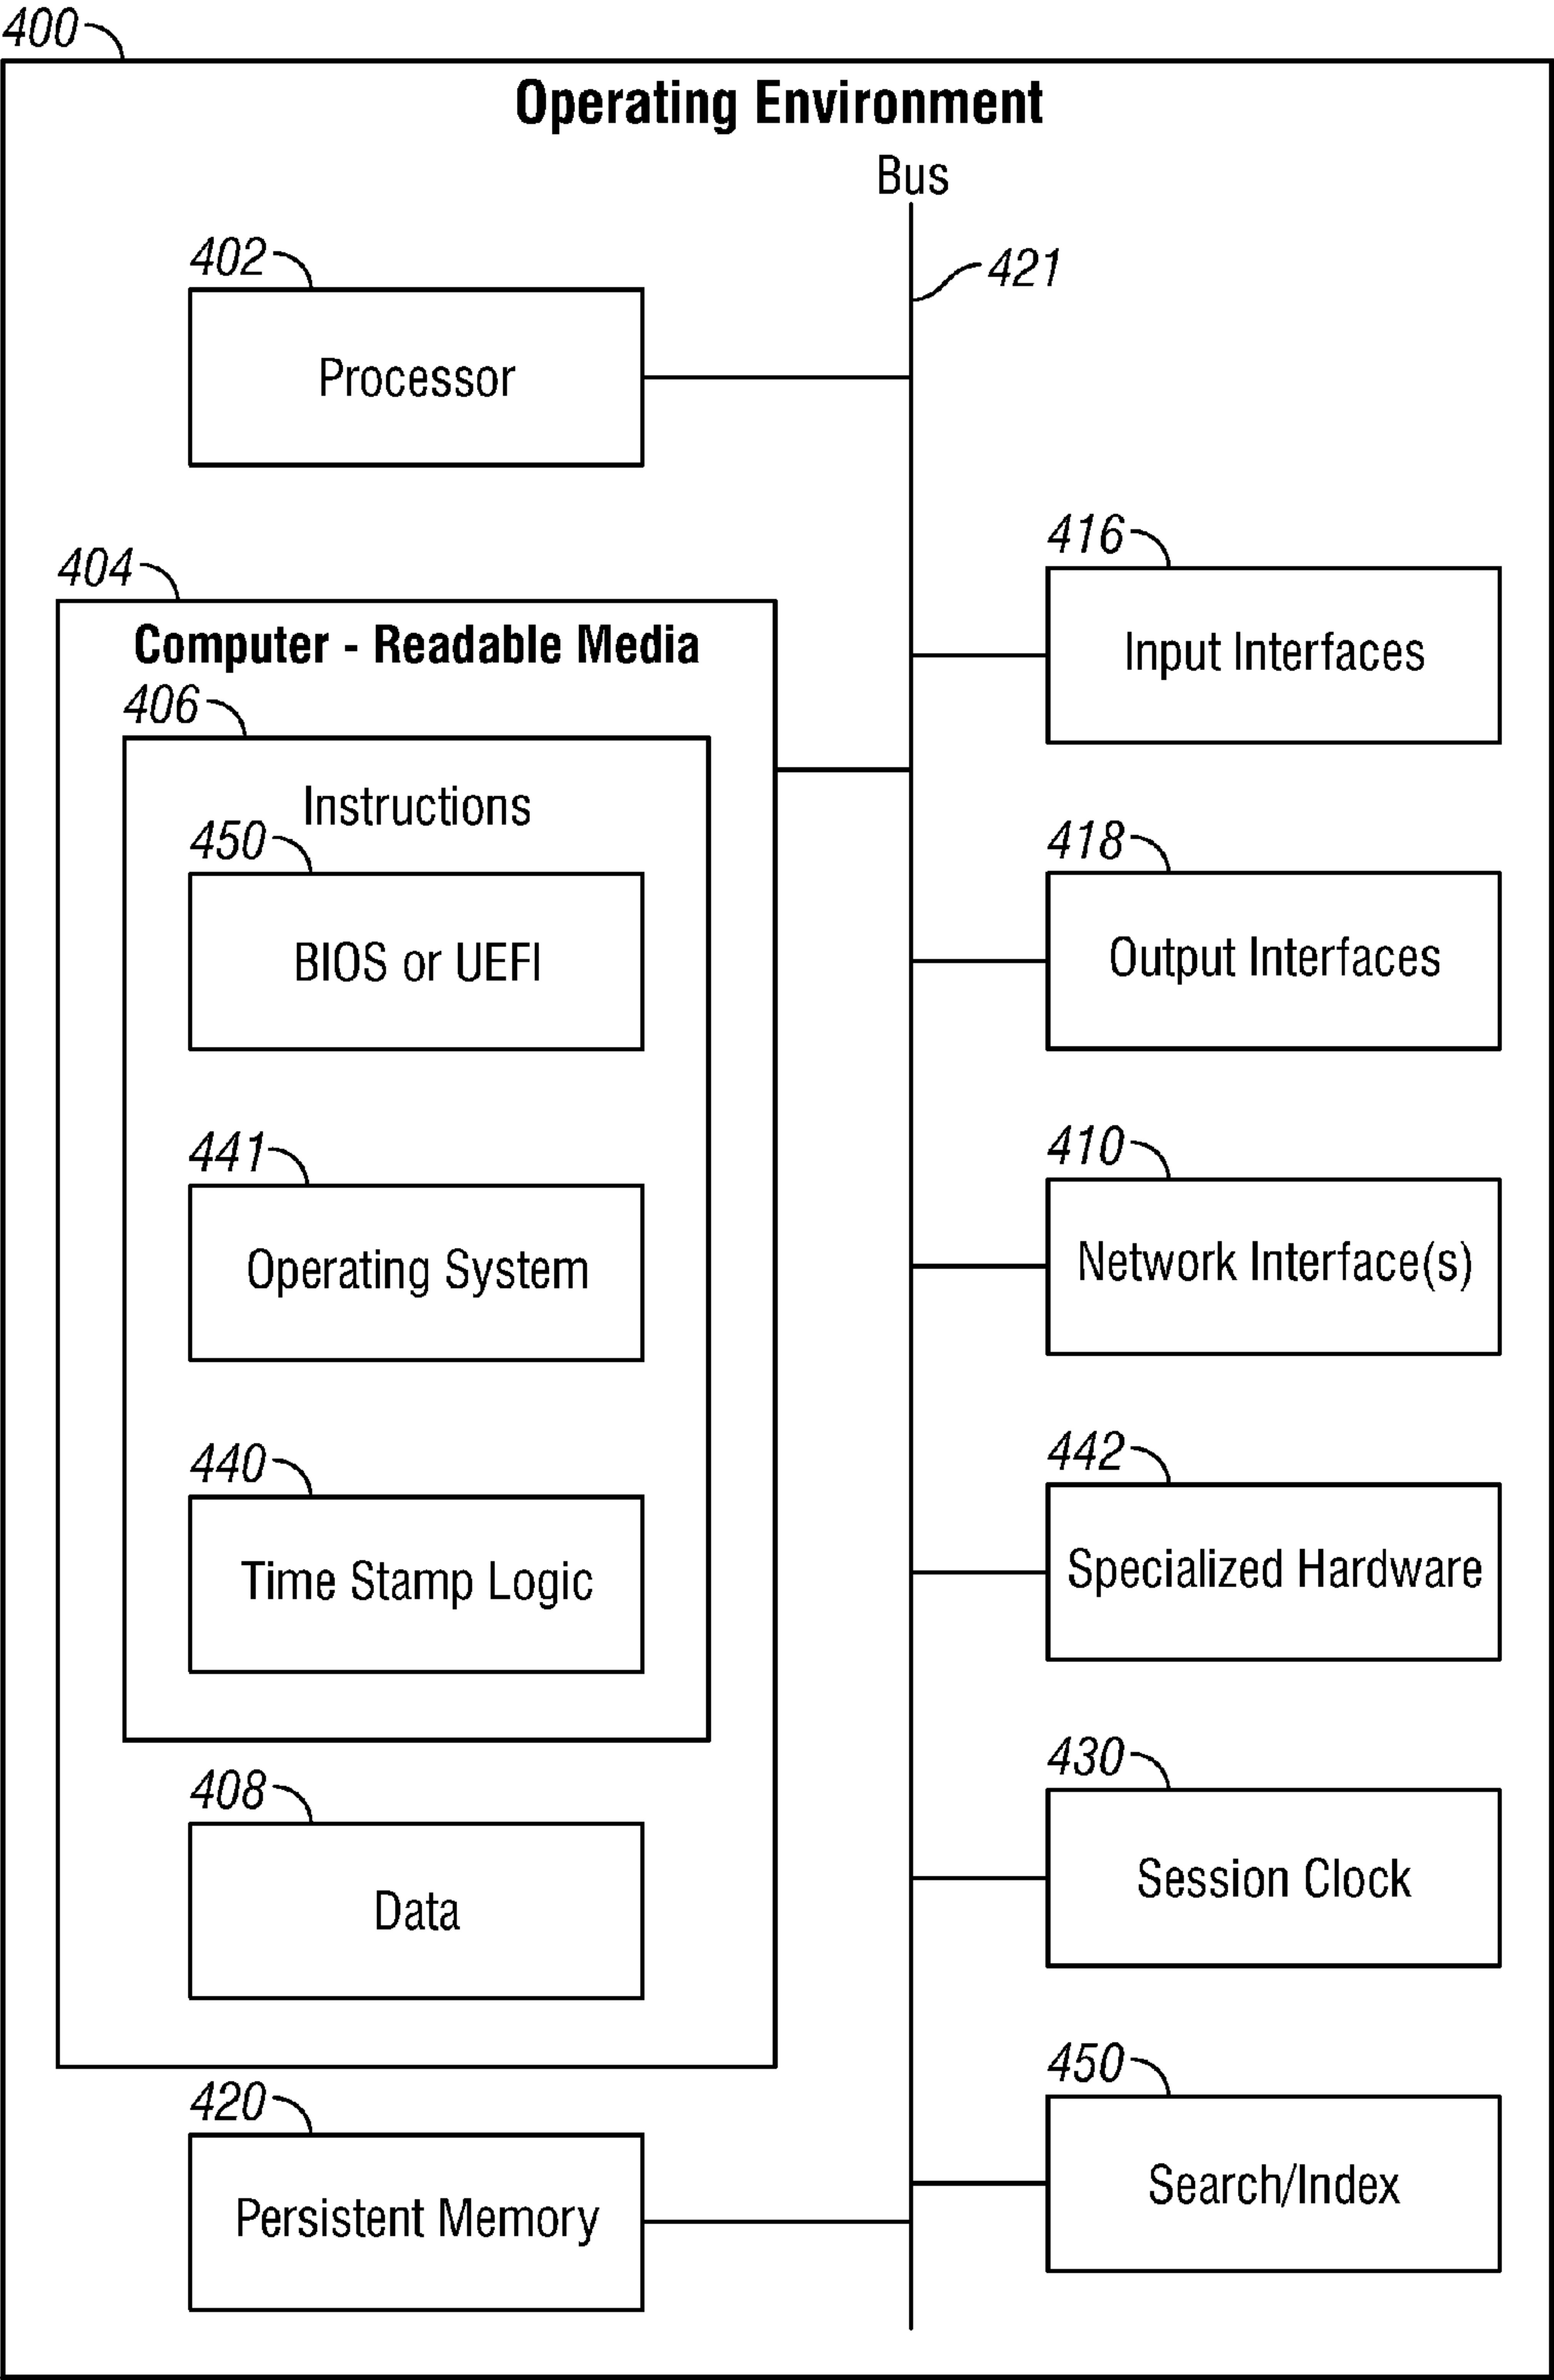 400
Operating Environment
Bus
421
402
Processor
404
Computer - Readable Media
406
Instructions
450
BIOS or UEFI
441
Operating System
440
Time Stamp Logic
408
Data
420
Persistent Memory
416
Input Interfaces
418
Output Interfaces
410
Network Interface(s)
442
Specialized Hardware
430
Session Clock
450
Search/Index